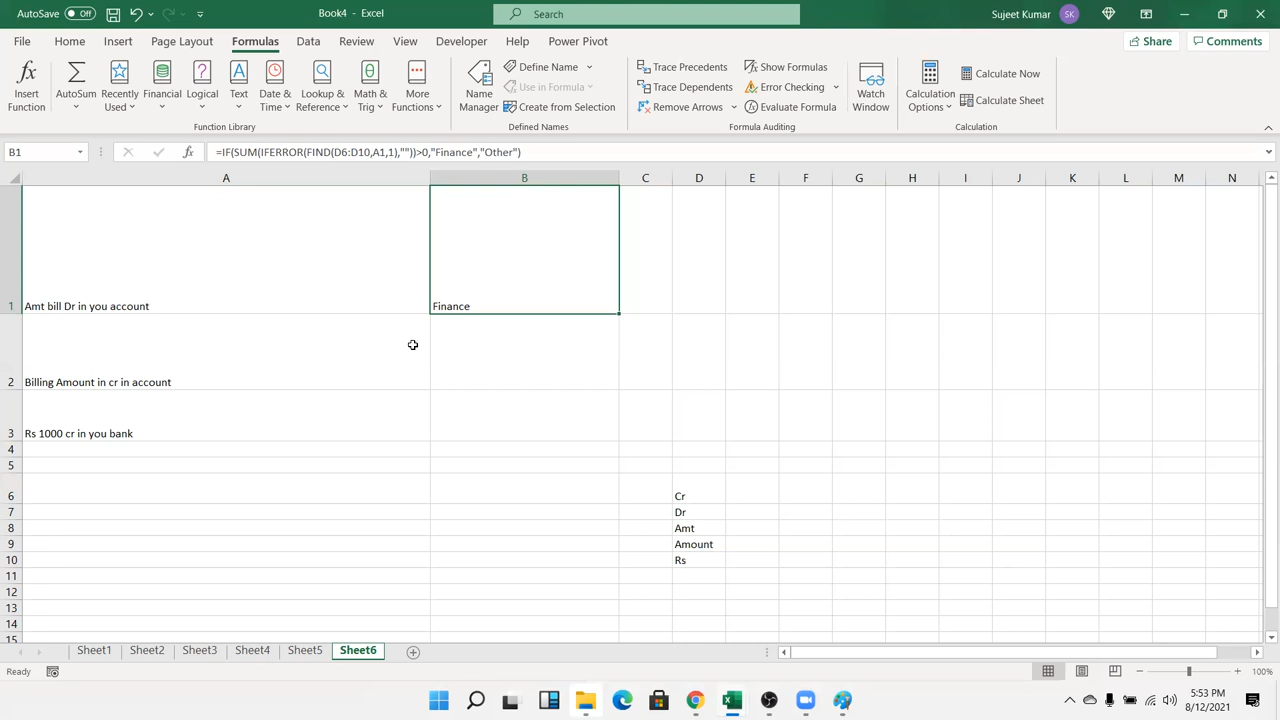 AutoSave Off Book4 - Excel Search Sujeet Kumar SK
File Home Insert Page Layout Formulas Data Review View Developer Help Power Pivot Share Comments
Insert Function
AutoSum
Recently Used
Financial
Logical
Text
Date & Time
Lookup & Reference
Math & Trig
More Functions
Function Library
Name Manager
Define Name
Use in Formula
Create from Selection
Defined Names
Trace Precedents
Trace Dependents
Remove Arrows
Show Formulas
Error Checking
Evaluate Formula
Formula Auditing
Watch Window
Calculation Options
Calculate Now
Calculate Sheet
Calculation
B1 fx =IF(SUM(IFERROR(FIND(D6:D10,A1,1),""))>0,"Finance","Other")
A B C D E F G H I J K L M N
1 Amt bill Dr in you account Finance
2 Billing Amount in cr in account
3 Rs 1000 cr in you bank
4
5
6 Cr
7 Dr
8 Amt
9 Amount
10 Rs
11
12
13
14
15
Sheet1 Sheet2 Sheet3 Sheet4 Sheet5 Sheet6
Ready 100%
5:53 PM
8/12/2021